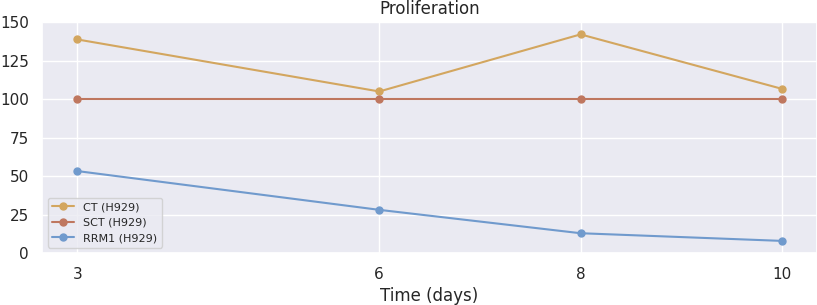 Proliferation
150
125
100
75
50
25
0
CT (H929)
SCT (H929)
RRM1 (H929)
3 6 8 10
Time (days)